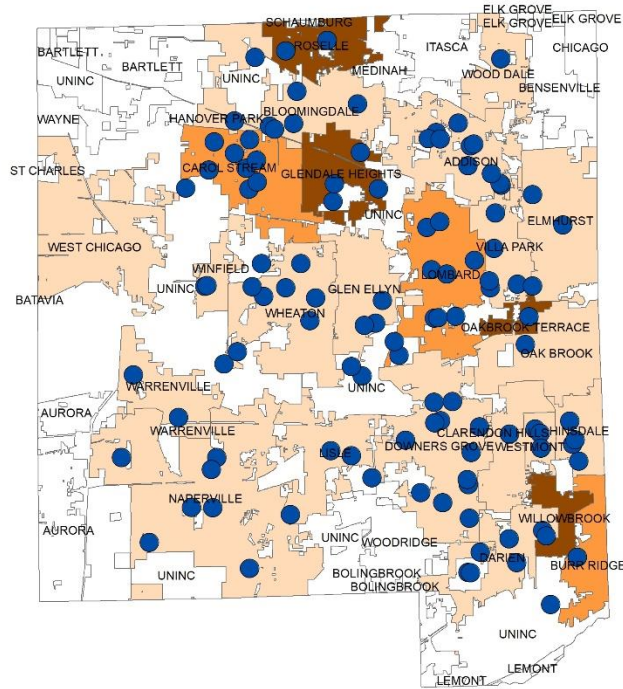 ELK GROVE
ELK GROVE
ELK GROVE
SCHAUMBURG
ROSELLE
ITASCA
CHICAGO
BARTLETT
BARTLETT
MEDINAH
UNINC
UNINC
WOOD DALE
BENSENVILLE
WAYNE
HANOVER PARK
BLOOMINGDALE
ADDISON
ST CHARLES
CAROL STREAM
GLENDALE HEIGHTS
UNINC
ELMHURST
WEST CHICAGO
VILLA PARK
WINFIELD
LOMBARD
BATAVIA
UNINC
GLEN ELLYN
WHEATON
OAKBROOK TERRACE
OAK BROOK
WARRENVILLE
UNINC
AURORA
WARRENVILLE
CLARENDON HILLS
HINSDALE
LISLE
DOWNERS GROVE
WESTMONT
NAPERVILLE
WILLOWBROOK
AURORA
UNINC
WOODRIDGE
DARIEN
BURR RIDGE
UNINC
BOLINGBROOK
BOLINGBROOK
UNINC
LEMONT
LEMONT